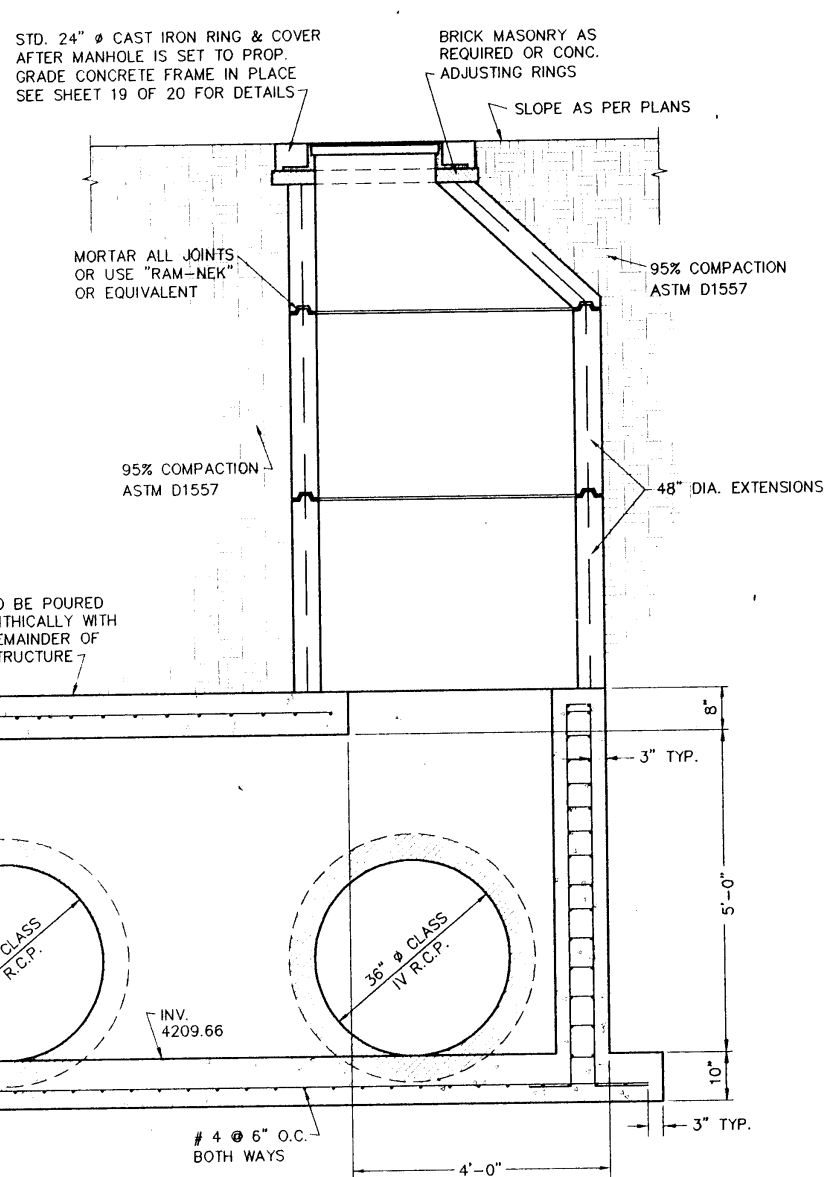 STD. 24" ø CAST IRON RING & COVER
AFTER MANHOLE IS SET TO PROP.
GRADE CONCRETE FRAME IN PLACE
SEE SHEET 19 OF 20 FOR DETAILS
BRICK MASONRY AS
REQUIRED OR CONC.
ADJUSTING RINGS
SLOPE AS PER PLANS
MORTAR ALL JOINTS
OR USE "RAM-NEK"
OR EQUIVALENT
95% COMPACTION
ASTM D1557
95% COMPACTION
ASTM D1557
48" DIA. EXTENSIONS
O BE POURED
ITHICALLY WITH
EMAINDER OF
TRUCTURE
8"
3" TYP.
5'-0"
CLASS
R.C.P.
36" ø CLASS
IV R.C.P.
INV.
4209.66
10"
# 4 @ 6" O.C.
BOTH WAYS
3" TYP.
4'-0"